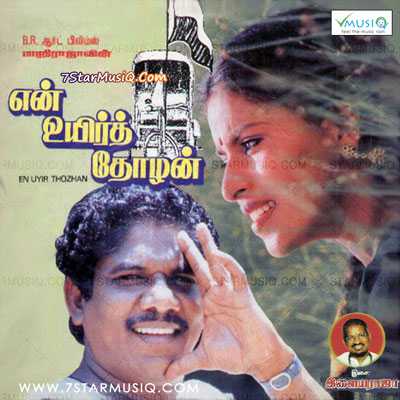 B.R. ஆர்ட் பிலிம்ஸ்
பாரதிராஜாவின்
VMUSIQ
feel the music rain
7StarMusiQ.Com
என்
உயிர்த்
தோழன்
EN UYIR THOZHAN
இசை
இளையராஜா
WWW.7STARMUSIQ.COM